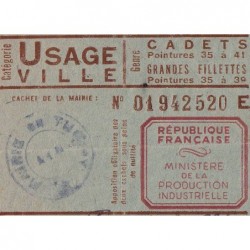 Catégorie
USAGE
VILLE
Genre
CADETS
Pointures 35 à 41
GRANDES FILLETTES
Pointures 35 à 39
CACHET DE LA MAIRIE :
Nº 01942520 E
RÉPUBLIQUE
FRANÇAISE
MINISTÈRE
DE LA
PRODUCTION
INDUSTRIELLE